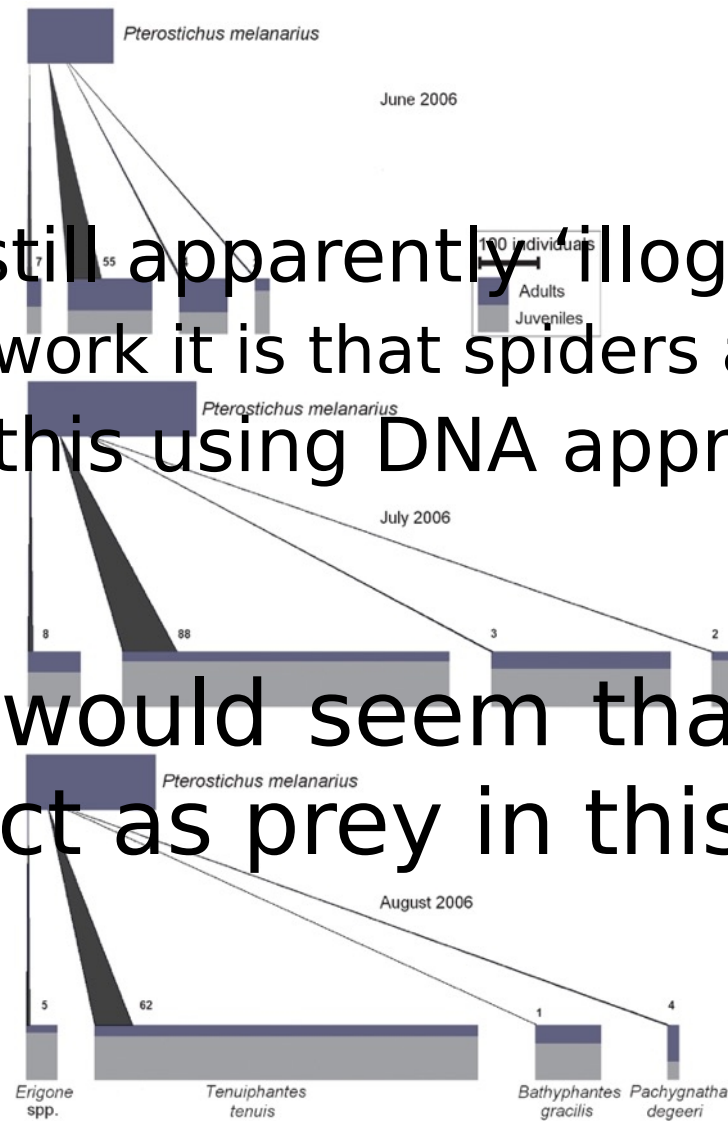 Pterostichus melanarius
June 2006
still apparently ‘illog
7 55
100 individuals
Adults
Juveniles
work it is that spiders a
Pterostichus melanarius
this using DNA appr
July 2006
8 88 3 2
would seem tha
Pterostichus melanarius
ct as prey in this
August 2006
5 62 1 4
Erigone spp. Tenuiphantes tenuis Bathyphantes gracilis Pachygnatha degeeri